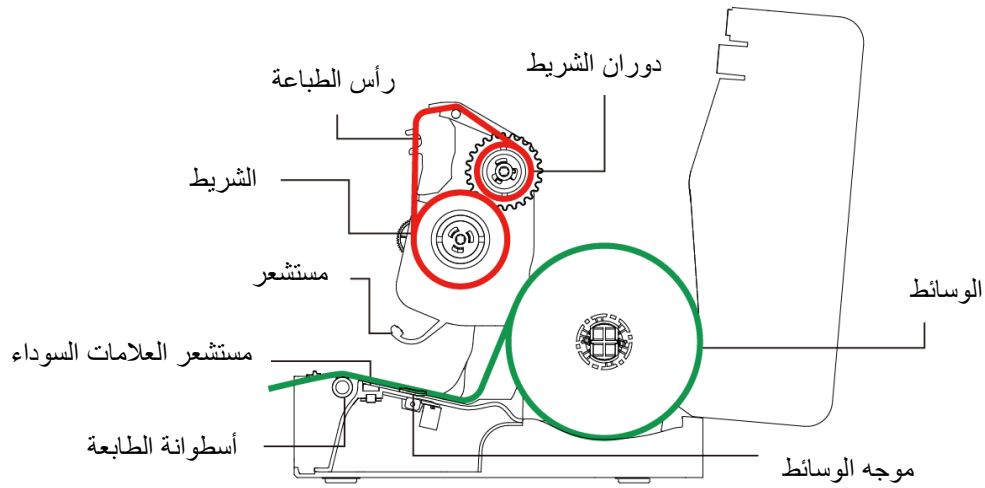 دوران الشريط
رأس الطباعة
الشريط
مستشعر
الوسائط
مستشعر العلامات السوداء
أسطوانة الطابعة
موجه الوسائط